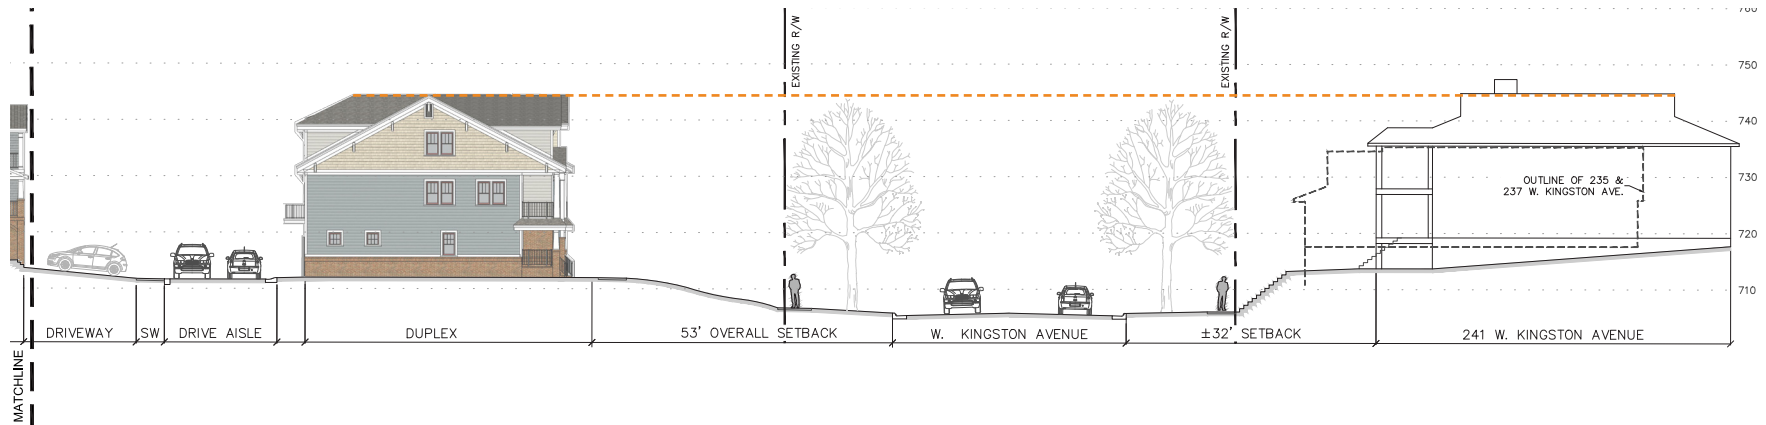 760
EXISTING R/W
EXISTING R/W
750
740
730
OUTLINE OF 235 &
237 W. KINGSTON AVE.
720
710
DRIVEWAY
SW
DRIVE AISLE
DUPLEX
53' OVERALL SETBACK
W. KINGSTON AVENUE
±32' SETBACK
241 W. KINGSTON AVENUE
MATCHLINE